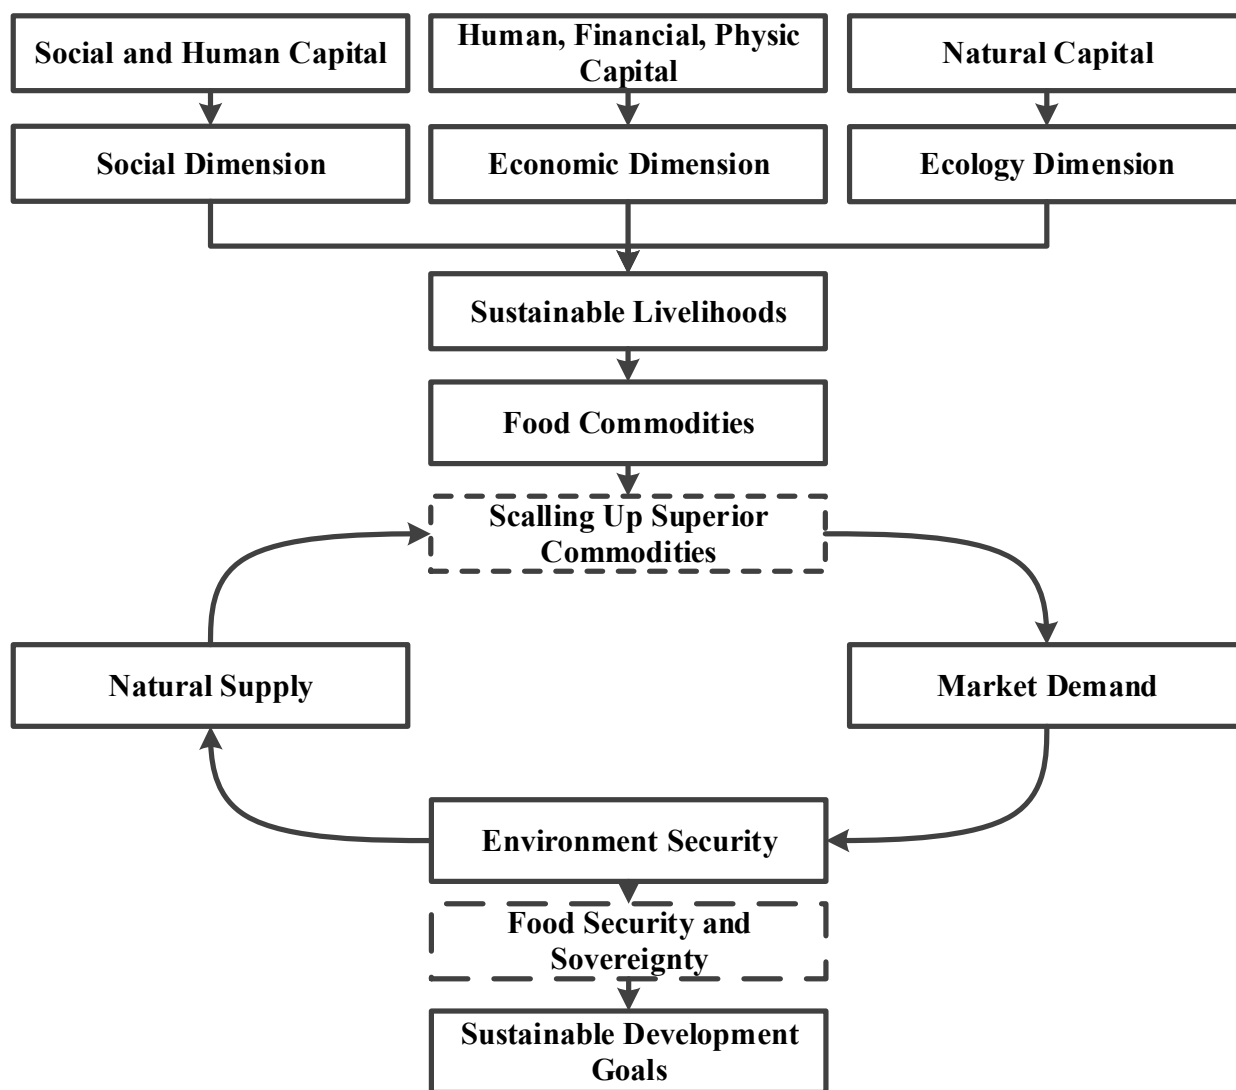 Social and Human Capital
Human, Financial, Physic
Capital
Natural Capital
Social Dimension
Economic Dimension
Ecology Dimension
Sustainable Livelihoods
Food Commodities
Scalling Up Superior
Commodities
Natural Supply
Market Demand
Environment Security
Food Security and
Sovereignty
Sustainable Development
Goals